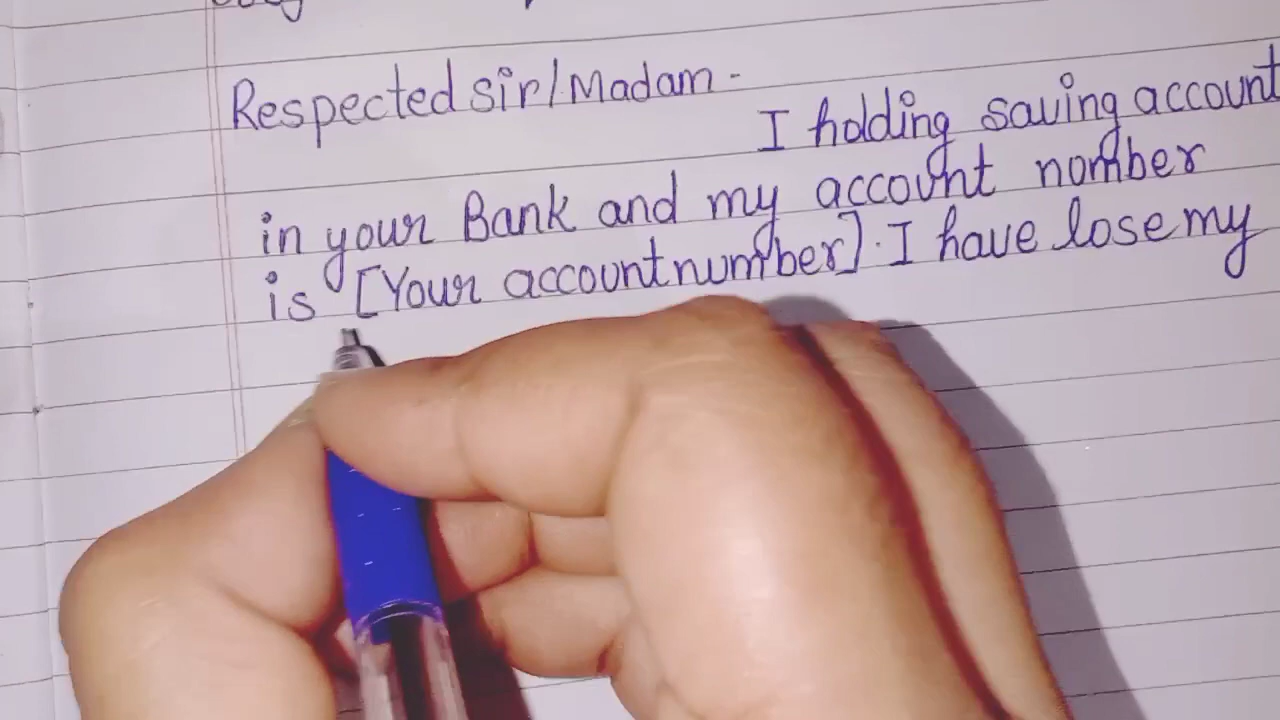 Respected sir/Madam -
I holding saving account
in your Bank and my account nomber
is [Your account number]. I have lose my